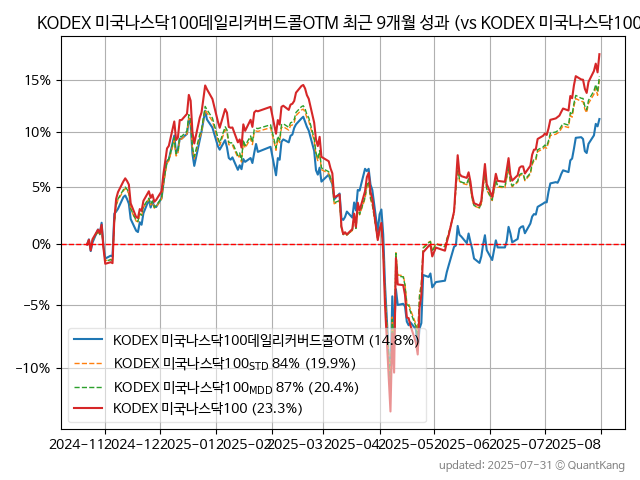 KODEX 미국나스닥100데일리커버드콜OTM 최근 9개월 성과 (vs KODEX 미국나스닥100
15%
10%
5%
0%
−5%
−10%
KODEX 미국나스닥100데일리커버드콜OTM (14.8%)
KODEX 미국나스닥100STD 84% (19.9%)
KODEX 미국나스닥100MDD 87% (20.4%)
KODEX 미국나스닥100 (23.3%)
2024−11 2024−12 2025−01 2025−02 2025−03 2025−04 2025−05 2025−06 2025−07 2025−08
updated: 2025-07-31 © QuantKang